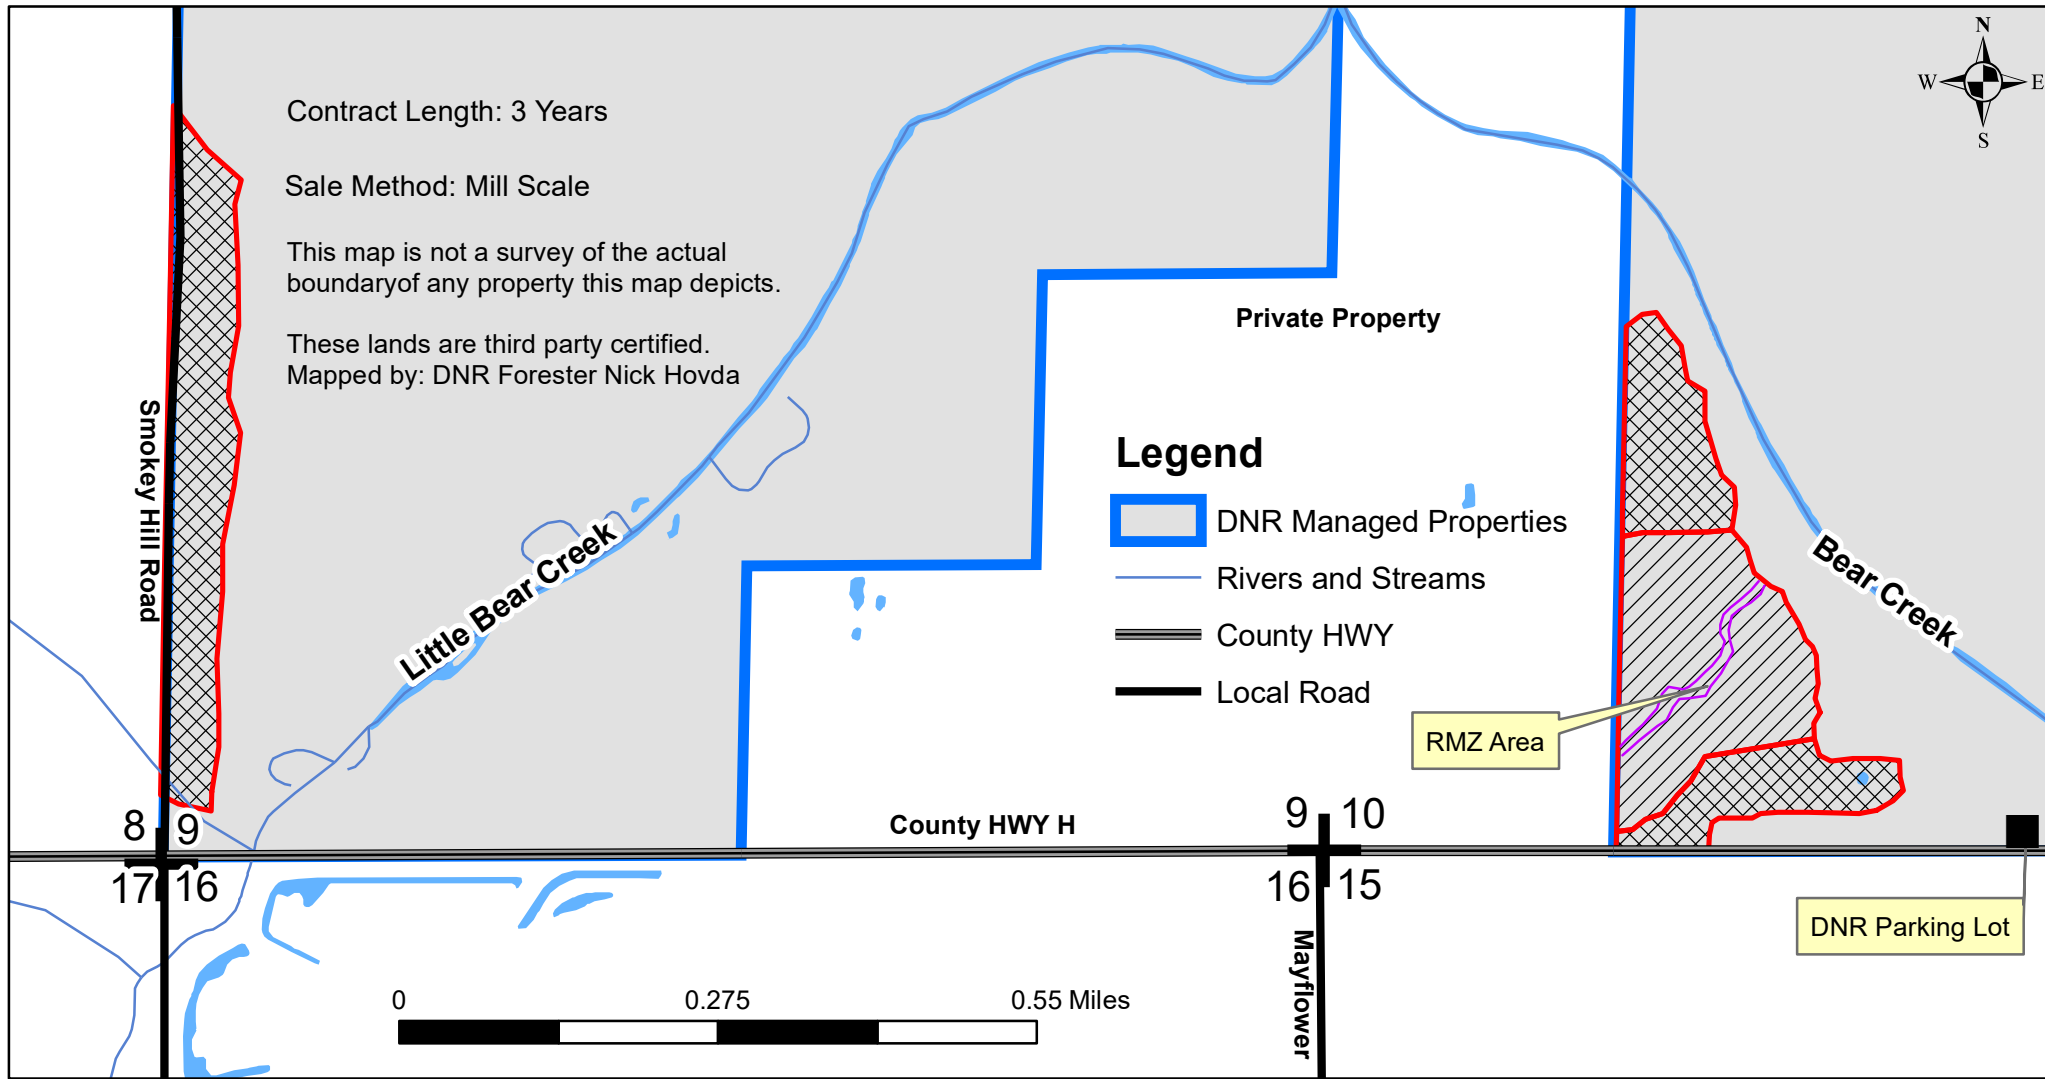 N
W
E
S
Contract Length: 3 Years
Sale Method: Mill Scale
This map is not a survey of the actual
boundaryof any property this map depicts.
These lands are third party certified.
Mapped by: DNR Forester Nick Hovda
Private Property
Smokey Hill Road
Little Bear Creek
Legend
DNR Managed Properties
Rivers and Streams
County HWY
Local Road
Bear Creek
RMZ Area
County HWY H
8 9
17 16
9 10
16 15
DNR Parking Lot
Mayflower
0 0.275 0.55 Miles